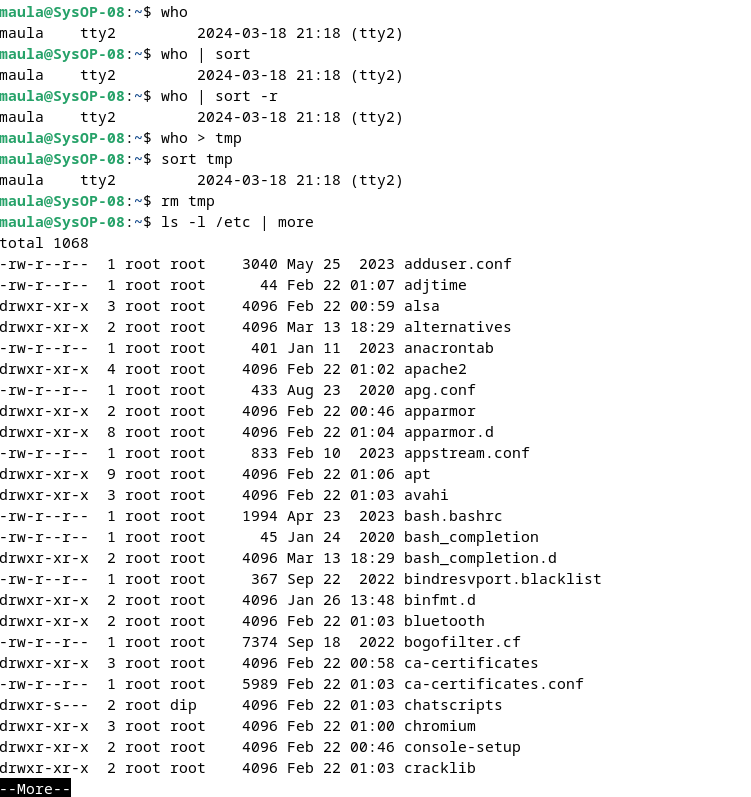 maula@SysOP-08:~$ who
maula    tty2         2024-03-18 21:18 (tty2)
maula@SysOP-08:~$ who | sort
maula    tty2         2024-03-18 21:18 (tty2)
maula@SysOP-08:~$ who | sort -r
maula    tty2         2024-03-18 21:18 (tty2)
maula@SysOP-08:~$ who > tmp
maula@SysOP-08:~$ sort tmp
maula    tty2         2024-03-18 21:18 (tty2)
maula@SysOP-08:~$ rm tmp
maula@SysOP-08:~$ ls -l /etc | more
total 1068
-rw-r--r--  1 root root    3040 May 25  2023 adduser.conf
-rw-r--r--  1 root root      44 Feb 22 01:07 adjtime
drwxr-xr-x  3 root root    4096 Feb 22 00:59 alsa
drwxr-xr-x  2 root root    4096 Mar 13 18:29 alternatives
-rw-r--r--  1 root root     401 Jan 11  2023 anacrontab
drwxr-xr-x  4 root root    4096 Feb 22 01:02 apache2
-rw-r--r--  1 root root     433 Aug 23  2020 apg.conf
drwxr-xr-x  2 root root    4096 Feb 22 00:46 apparmor
drwxr-xr-x  8 root root    4096 Feb 22 01:04 apparmor.d
-rw-r--r--  1 root root     833 Feb 10  2023 appstream.conf
drwxr-xr-x  9 root root    4096 Feb 22 01:06 apt
drwxr-xr-x  3 root root    4096 Feb 22 01:03 avahi
-rw-r--r--  1 root root    1994 Apr 23  2023 bash.bashrc
-rw-r--r--  1 root root      45 Jan 24  2020 bash_completion
drwxr-xr-x  2 root root    4096 Mar 13 18:29 bash_completion.d
-rw-r--r--  1 root root     367 Sep 22  2022 bindresvport.blacklist
drwxr-xr-x  2 root root    4096 Jan 26 13:48 binfmt.d
drwxr-xr-x  2 root root    4096 Feb 22 01:03 bluetooth
-rw-r--r--  1 root root    7374 Sep 18  2022 bogofilter.cf
drwxr-xr-x  3 root root    4096 Feb 22 00:58 ca-certificates
-rw-r--r--  1 root root    5989 Feb 22 01:03 ca-certificates.conf
drwxr-s---  2 root dip     4096 Feb 22 01:03 chatscripts
drwxr-xr-x  3 root root    4096 Feb 22 01:00 chromium
drwxr-xr-x  2 root root    4096 Feb 22 00:46 console-setup
drwxr-xr-x  2 root root    4096 Feb 22 01:03 cracklib
--More--